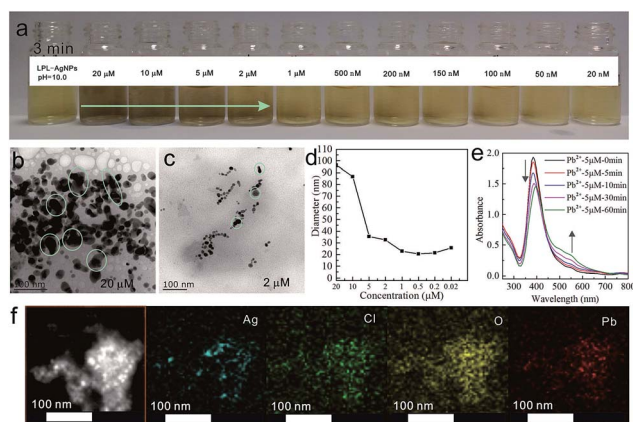 a
3 min
LPL-AgNPs
pH=10.0
20 μM 10 μM 5 μM 2 μM 1 μM 500 nM 200 nM 150 nM 100 nM 50 nM 20 nM
b
100 nm
20 μM
c
100 nm
2 μM
d
110
100
90
80
70
60
50
40
30
20
10
0
Diameter (nm)
20 10 5 2 1 0.5 0.2 0.02
Concentration (μM)
e
2.0
1.5
1.0
0.5
0.0
Absorbance
Pb²⁺-5μM-0min
Pb²⁺-5μM-5min
Pb²⁺-5μM-10min
Pb²⁺-5μM-30min
Pb²⁺-5μM-60min
300 400 500 600 700 800
Wavelength (nm)
f
Ag
Cl
O
Pb
100 nm
100 nm
100 nm
100 nm
100 nm